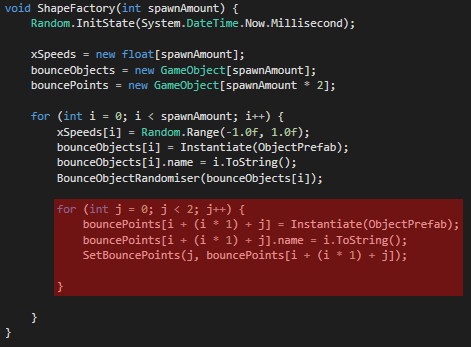 void ShapeFactory(int spawnAmount) {
Random.InitState(System.DateTime.Now.Millisecond);
xSpeeds = new float[spawnAmount];
bounceObjects = new GameObject[spawnAmount];
bouncePoints = new GameObject[spawnAmount * 2];
for (int i = 0; i < spawnAmount; i++) {
xSpeeds[i] = Random.Range(-1.0f, 1.0f);
bounceObjects[i] = Instantiate(ObjectPrefab);
bounceObjects[i].name = i.ToString();
BounceObjectRandomiser(bounceObjects[i]);
for (int j = 0; j < 2; j++) {
bouncePoints[i + (i * 1) + j] = Instantiate(ObjectPrefab);
bouncePoints[i + (i * 1) + j].name = i.ToString();
SetBouncePoints(j, bouncePoints[i + (i * 1) + j]);
}
}
}